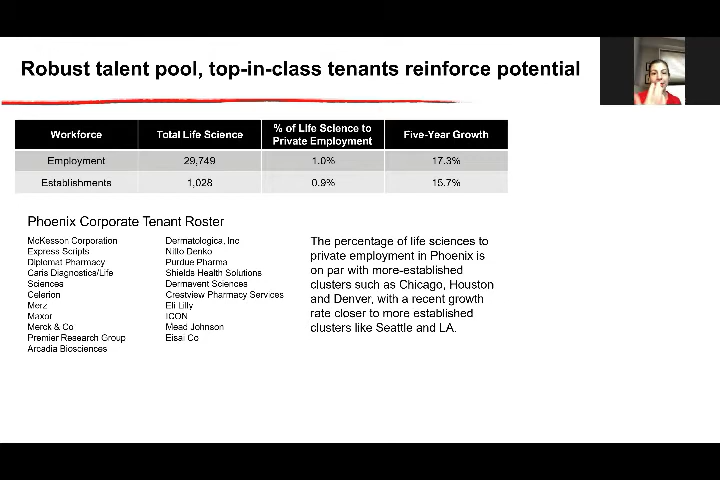 Robust talent pool, top-in-class tenants reinforce potential
Workforce
Total Life Science
% of Life Science to
Private Employment
Five-Year Growth
Employment
29,749
1.0%
17.3%
Establishments
1,028
0.9%
15.7%
Phoenix Corporate Tenant Roster
McKesson Corporation
Express Scripts
Diplomat Pharmacy
Caris Diagnostics/Life
Sciences
Celerion
Merz
Maxor
Merck & Co
Premier Research Group
Arcadia Biosciences
Dermatologica, Inc
Nitto Denko
Purdue Pharma
Shields Health Solutions
Dermavent Sciences
Crestview Pharmacy Services
Eli Lilly
ICON
Mead Johnson
Eisai Co
The percentage of life sciences to
private employment in Phoenix is
on par with more-established
clusters such as Chicago, Houston
and Denver, with a recent growth
rate closer to more established
clusters like Seattle and LA.